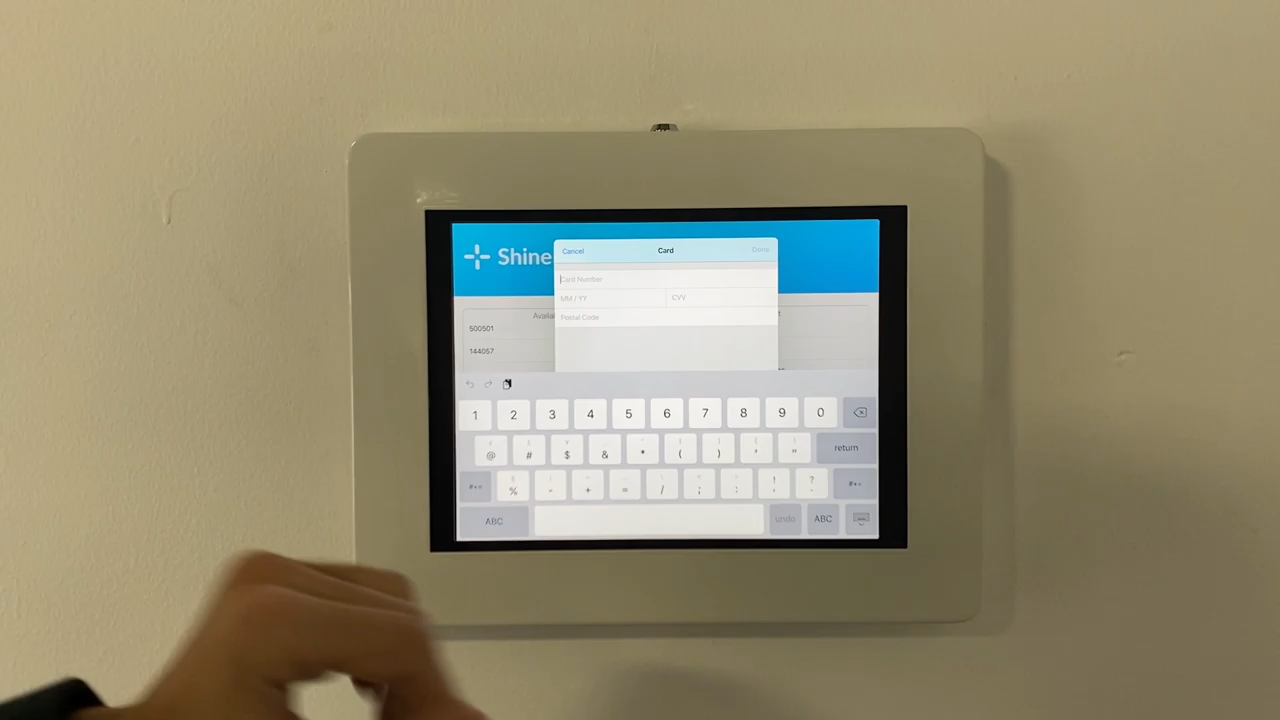 Shine
Cancel Card Done
Card Number
MM / YY CVV
Postal Code
Availa
500501
144057
1 2 3 4 5 6 7 8 9 0
@ # $ & * ( ) ' "
return
#+= % - + = / ; : ! ? #+=
ABC undo ABC